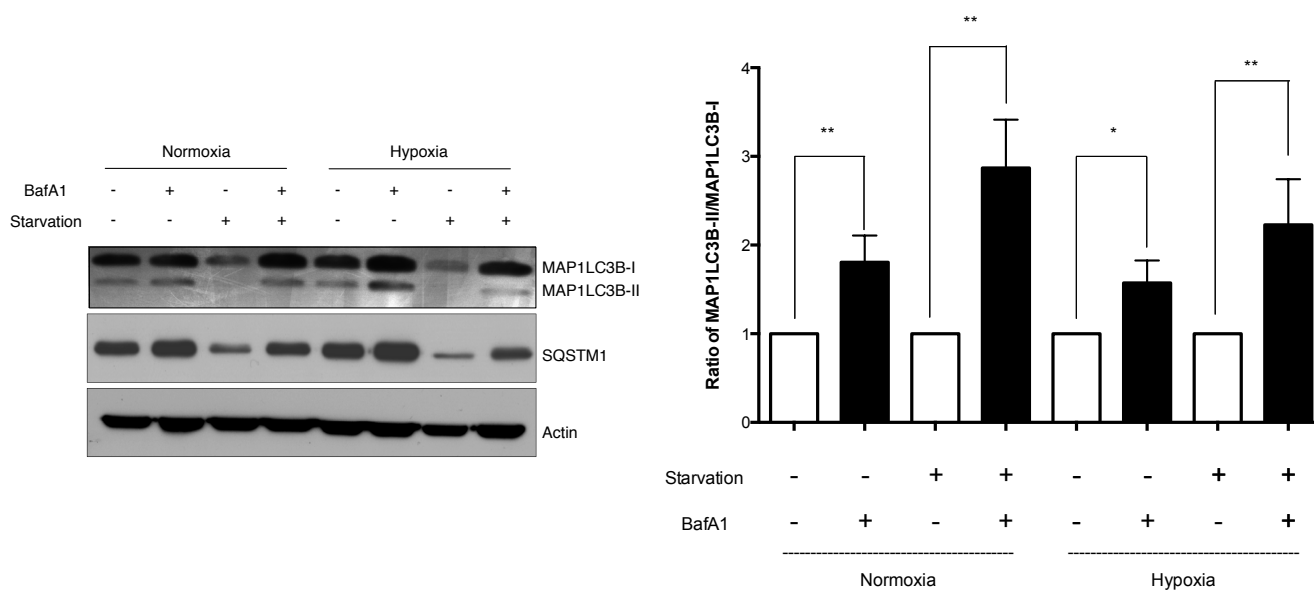 Normoxia Hypoxia
BafA1 - + - + - + - +
Starvation - - + + - - + +
MAP1LC3B-I
MAP1LC3B-II
SQSTM1
Actin
Ratio of MAP1LC3B-II/MAP1LC3B-I
4
3
2
1
0
** ** * **
Starvation - - + + - - + +
BafA1 - + - + - + - +
Normoxia Hypoxia